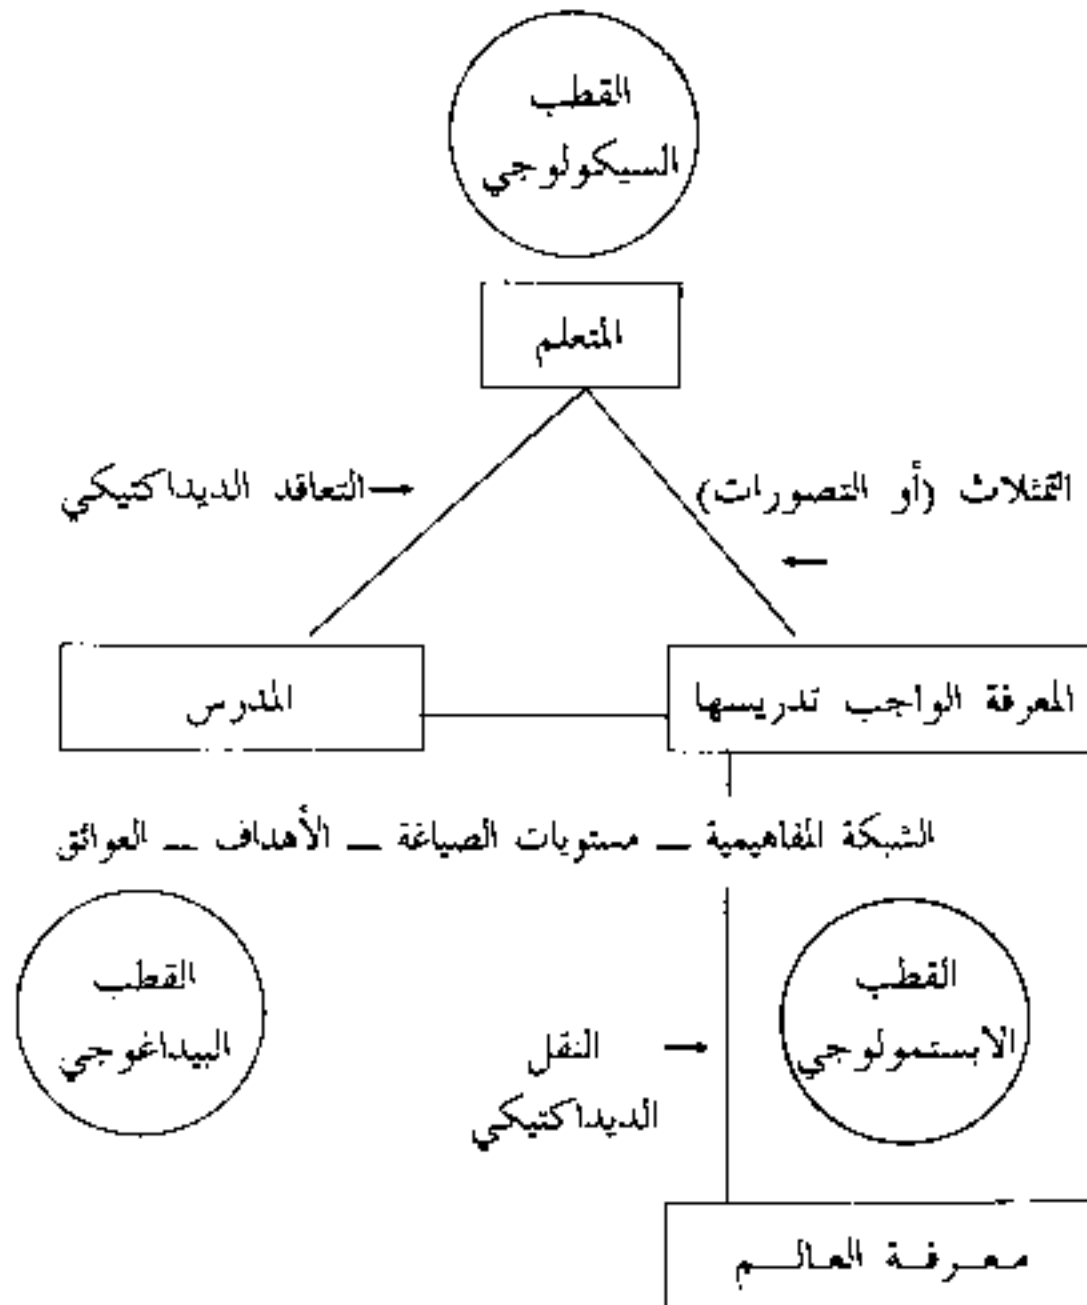 القطب
السيكولوجي
المتعلم
التمثلاث (أو التصورات)
التعاقد الديداكتيكي
المعرفة الواجب تدريسها
المدرس
الشبكة المفاهيمية - مستويات الصياغة - الأهداف - العوائق
القطب
الابستمولوجي
النقل
الديداكتيكي
القطب
البيداغوجي
معرفة العالم